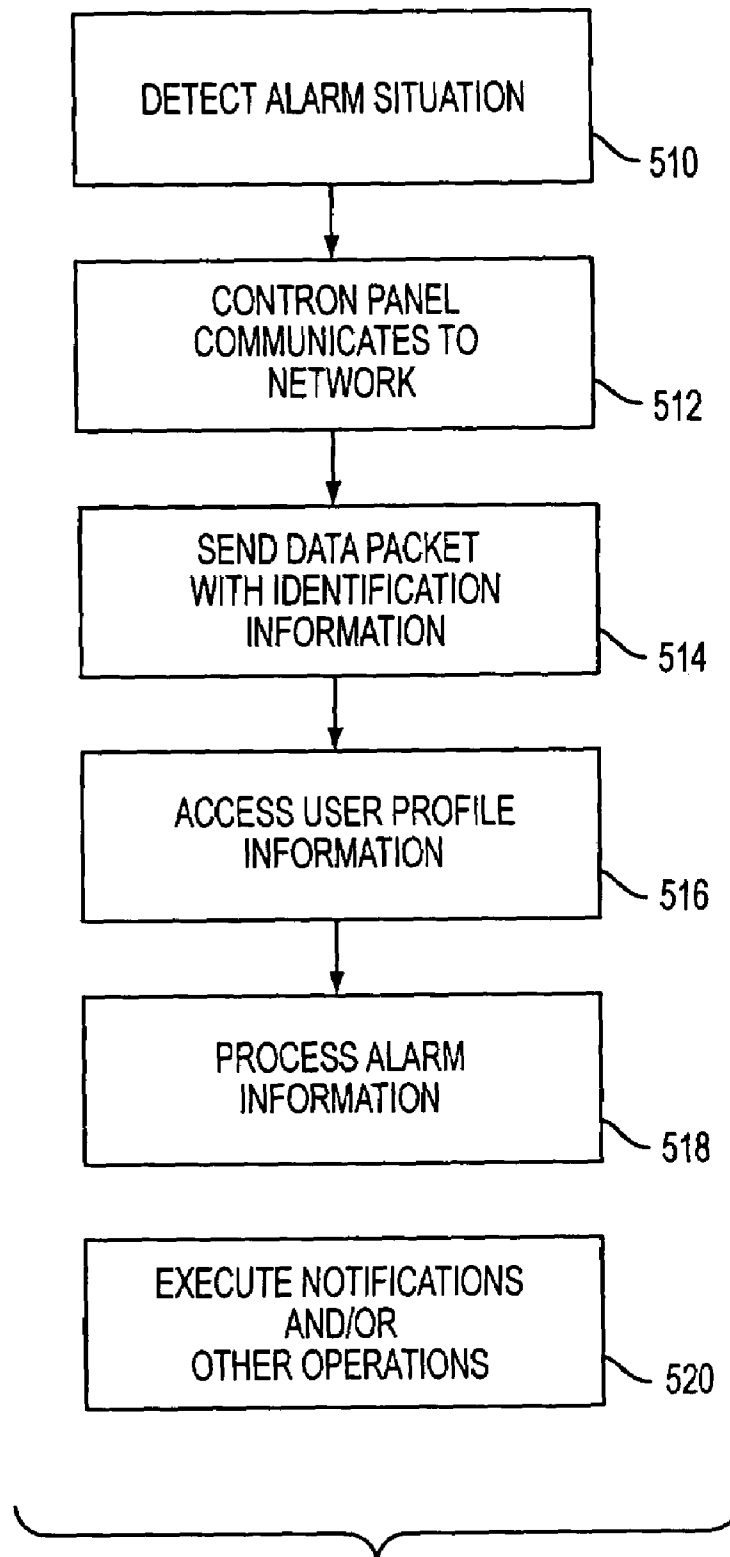 DETECT ALARM SITUATION
510
CONTRON PANEL
COMMUNICATES TO
NETWORK
512
SEND DATA PACKET
WITH IDENTIFICATION
INFORMATION
514
ACCESS USER PROFILE
INFORMATION
516
PROCESS ALARM
INFORMATION
518
EXECUTE NOTIFICATIONS
AND/OR
OTHER OPERATIONS
520